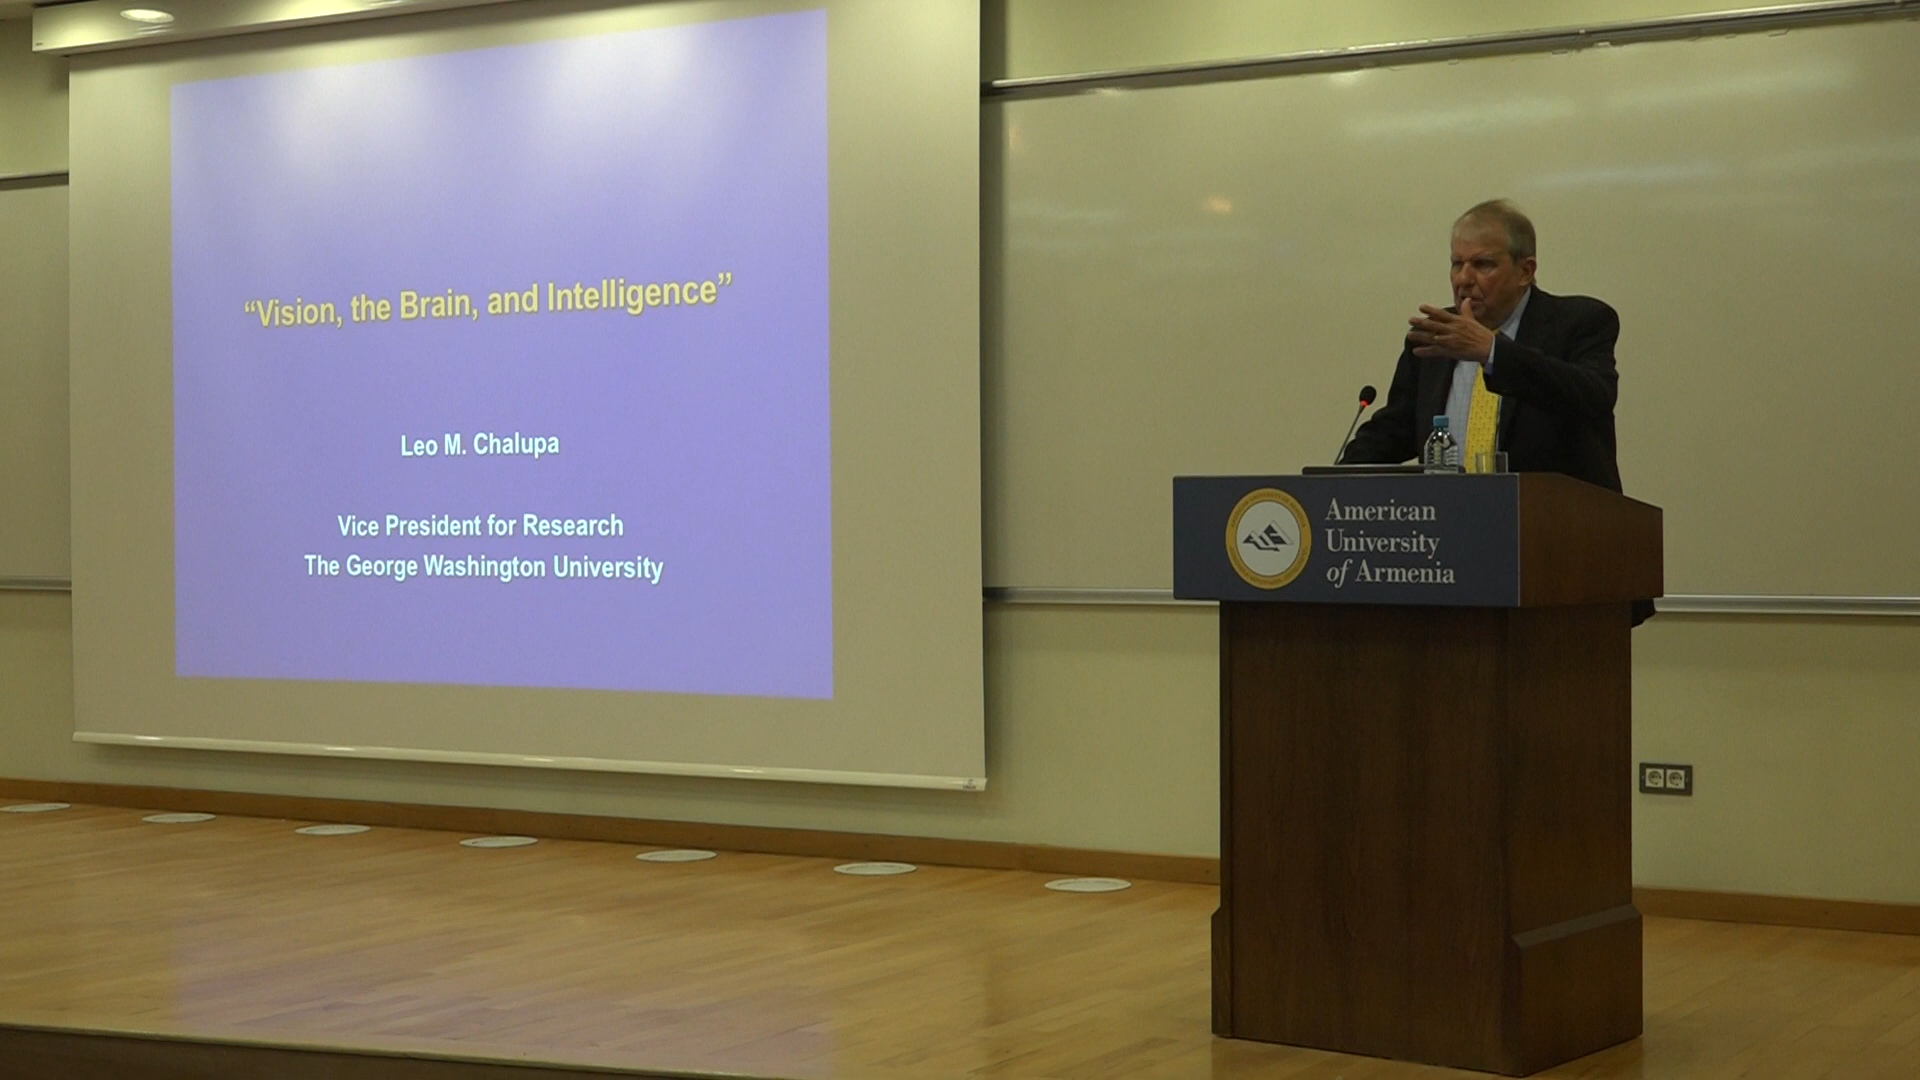 “Vision, the Brain, and Intelligence”
Leo M. Chalupa
Vice President for Research
The George Washington University
American
University
of Armenia